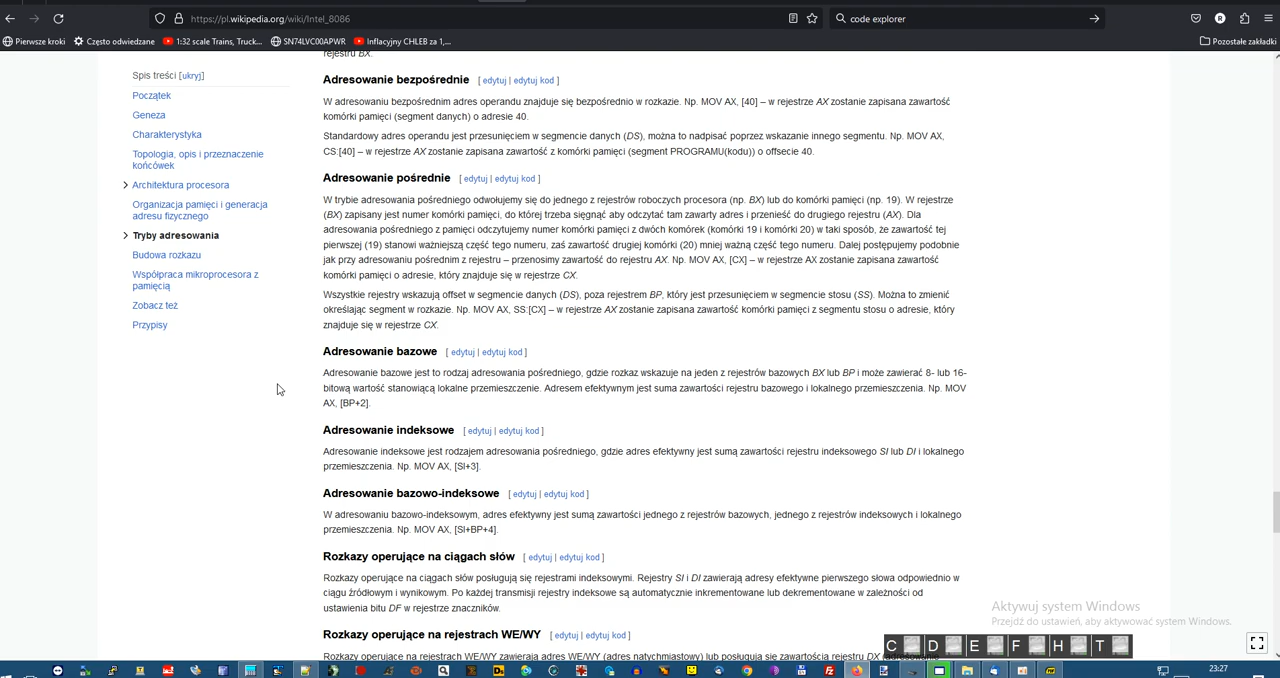 https://pl.wikipedia.org/wiki/Intel_8086
code explorer
Pierwsze kroki
Często odwiedzane
1:32 scale Trains, Truck...
SN74LVC00APWR
Inflacyjny CHLEB za 1,...
Pozostałe zakładki
rejestru BX.
Spis treści [ukryj]
Początek
Geneza
Charakterystyka
Topologia, opis i przeznaczenie
końcówek
Architektura procesora
Organizacja pamięci i generacja
adresu fizycznego
Tryby adresowania
Budowa rozkazu
Współpraca mikroprocesora z
pamięcią
Zobacz też
Przypisy
Adresowanie bezpośrednie [ edytuj | edytuj kod ]
W adresowaniu bezpośrednim adres operandu znajduje się bezpośrednio w rozkazie. Np. MOV AX, [40] – w rejestrze AX zostanie zapisana zawartość
komórki pamięci (segment danych) o adresie 40.
Standardowy adres operandu jest przesunięciem w segmencie danych (DS), można to nadpisać poprzez wskazanie innego segmentu. Np. MOV AX,
CS:[40] – w rejestrze AX zostanie zapisana zawartość z komórki pamięci (segment PROGRAMU(kodu)) o offsecie 40.
Adresowanie pośrednie [ edytuj | edytuj kod ]
W trybie adresowania pośredniego odwołujemy się do jednego z rejestrów roboczych procesora (np. BX) lub do komórki pamięci (np. 19). W rejestrze
(BX) zapisany jest numer komórki pamięci, do której trzeba sięgnąć aby odczytać tam zawarty adres i przenieść do drugiego rejestru (AX). Dla
adresowania pośredniego z pamięci odczytujemy numer komórki pamięci z dwóch komórek (komórki 19 i komórki 20) w taki sposób, że zawartość tej
pierwszej (19) stanowi ważniejszą część tego numeru, zaś zawartość drugiej komórki (20) mniej ważną część tego numeru. Dalej postępujemy podobnie
jak przy adresowaniu pośrednim z rejestru – przenosimy zawartość do rejestru AX. Np. MOV AX, [CX] – w rejestrze AX zostanie zapisana zawartość
komórki pamięci o adresie, który znajduje się w rejestrze CX.
Wszystkie rejestry wskazują offset w segmencie danych (DS), poza rejestrem BP, który jest przesunięciem w segmencie stosu (SS). Można to zmienić
określając segment w rozkazie. Np. MOV AX, SS:[CX] – w rejestrze AX zostanie zapisana zawartość komórki pamięci z segmentu stosu o adresie, który
znajduje się w rejestrze CX.
Adresowanie bazowe [ edytuj | edytuj kod ]
Adresowanie bazowe jest to rodzaj adresowania pośredniego, gdzie rozkaz wskazuje na jeden z rejestrów bazowych BX lub BP i może zawierać 8- lub 16-
bitową wartość stanowiącą lokalne przemieszczenie. Adresem efektywnym jest suma zawartości rejestru bazowego i lokalnego przemieszczenia. Np. MOV
AX, [BP+2].
Adresowanie indeksowe [ edytuj | edytuj kod ]
Adresowanie indeksowe jest rodzajem adresowania pośredniego, gdzie adres efektywny jest sumą zawartości rejestru indeksowego SI lub DI i lokalnego
przemieszczenia. Np. MOV AX, [SI+3].
Adresowanie bazowo-indeksowe [ edytuj | edytuj kod ]
W adresowaniu bazowo-indeksowym, adres efektywny jest sumą zawartości jednego z rejestrów bazowych, jednego z rejestrów indeksowych i lokalnego
przemieszczenia. Np. MOV AX, [SI+BP+4].
Rozkazy operujące na ciągach słów [ edytuj | edytuj kod ]
Rozkazy operujące na ciągach słów posługują się rejestrami indeksowymi. Rejestry SI i DI zawierają adresy efektywne pierwszego słowa odpowiednio w
ciągu źródłowym i wynikowym. Po każdej transmisji rejestry indeksowe są automatycznie inkrementowane lub dekrementowane w zależności od
ustawienia bitu DF w rejestrze znaczników.
Rozkazy operujące na rejestrach WE/WY [ edytuj | edytuj kod ]
Rozkazy operujące na rejestrach WE/WY zawierają adres WE/WY (adres natychmiastowy) lub posługują się zawartością rejestru DX (adresowanie
Aktywuj system Windows
Przejdź do ustawień, aby aktywować system Windows.
C D E F H T
23:27